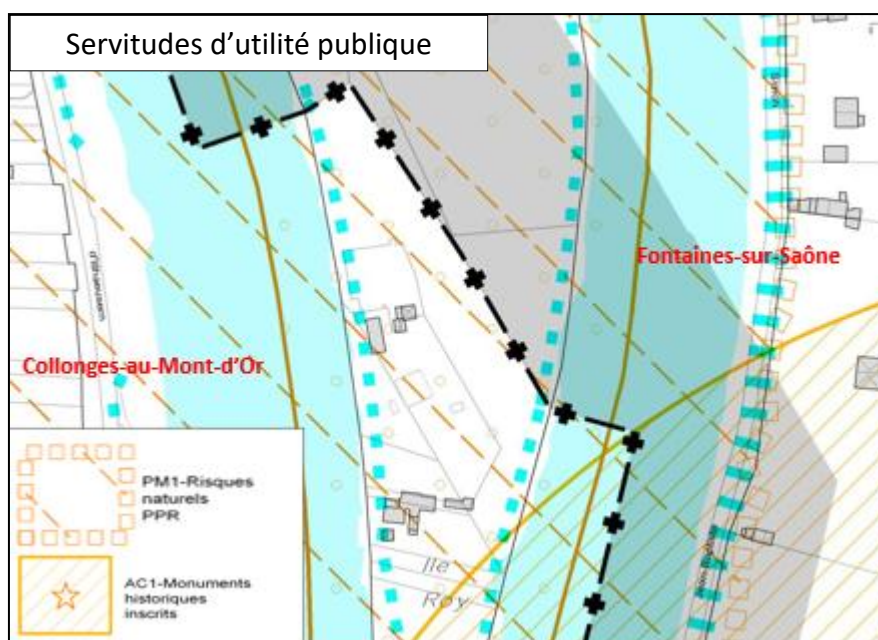 Servitudes d'utilité publique
Fontaines-sur-Saône
Collonges-au-Mont-d'Or
PM1-Risques
naturels
PPR
AC1-Monuments
historiques
inscrits
Ile
Roy